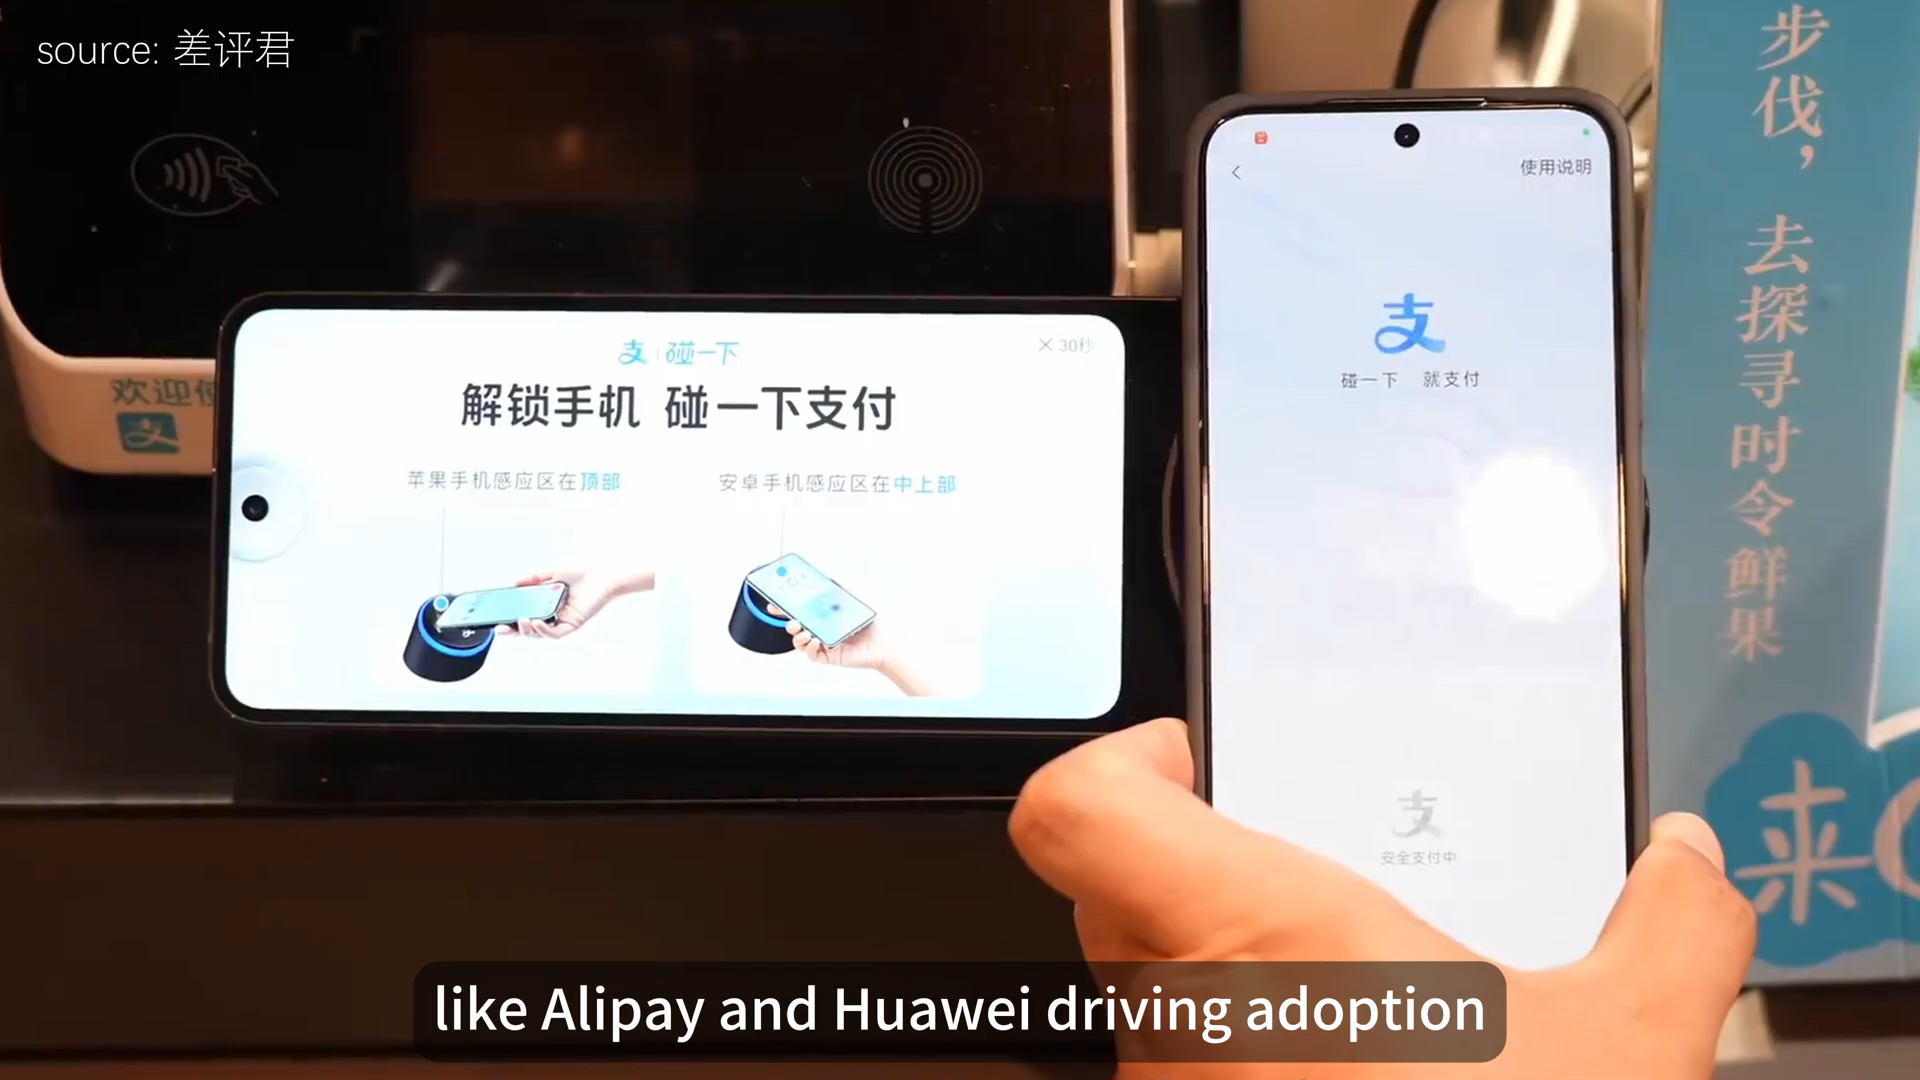 source: 差评君
欢迎使
支
支 碰一下
× 30秒
解锁手机 碰一下支付
苹果手机感应区在顶部
安卓手机感应区在中上部
使用说明
支
碰一下 就支付
支
安全支付中
步伐，去探寻时令鲜果
来
like Alipay and Huawei driving adoption